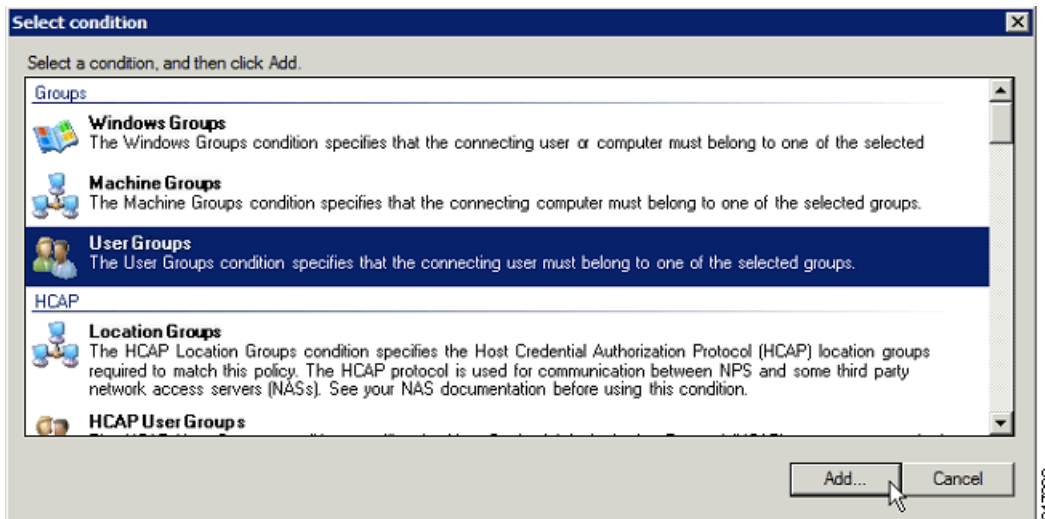 Select condition
Select a condition, and then click Add.
Groups
Windows Groups
The Windows Groups condition specifies that the connecting user or computer must belong to one of the selected
Machine Groups
The Machine Groups condition specifies that the connecting computer must belong to one of the selected groups.
User Groups
The User Groups condition specifies that the connecting user must belong to one of the selected groups.
HCAP
Location Groups
The HCAP Location Groups condition specifies the Host Credential Authorization Protocol (HCAP) location groups
required to match this policy. The HCAP protocol is used for communication between NPS and some third party
network access servers (NASs). See your NAS documentation before using this condition.
HCAP User Groups
Add...
Cancel